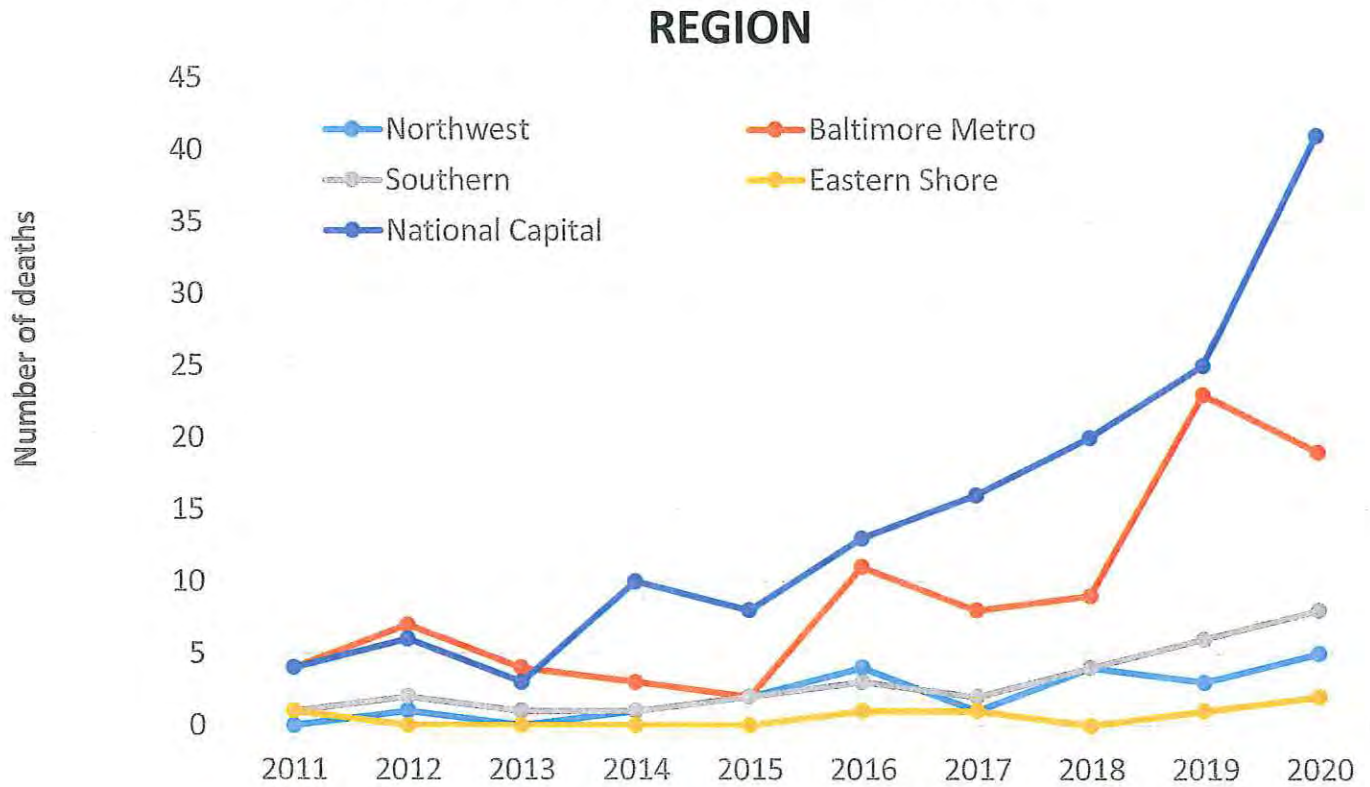 REGION
Number of deaths
45
40
35
30
25
20
15
10
5
0
Northwest
Baltimore Metro
Southern
Eastern Shore
National Capital
2011 2012 2013 2014 2015 2016 2017 2018 2019 2020